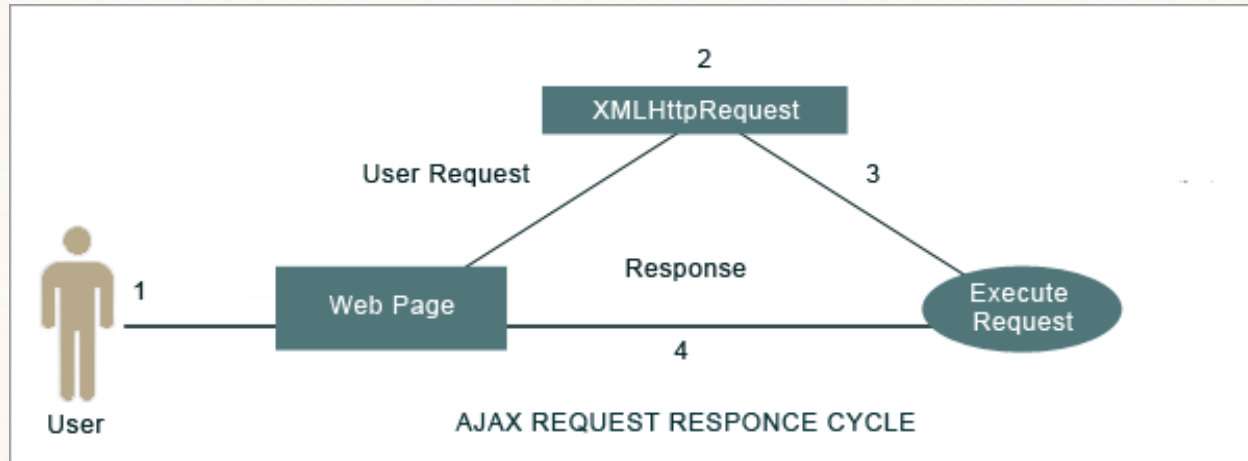 2
XMLHttpRequest
User Request
3
1
Web Page
Response
Execute
Request
4
User
AJAX REQUEST RESPONCE CYCLE